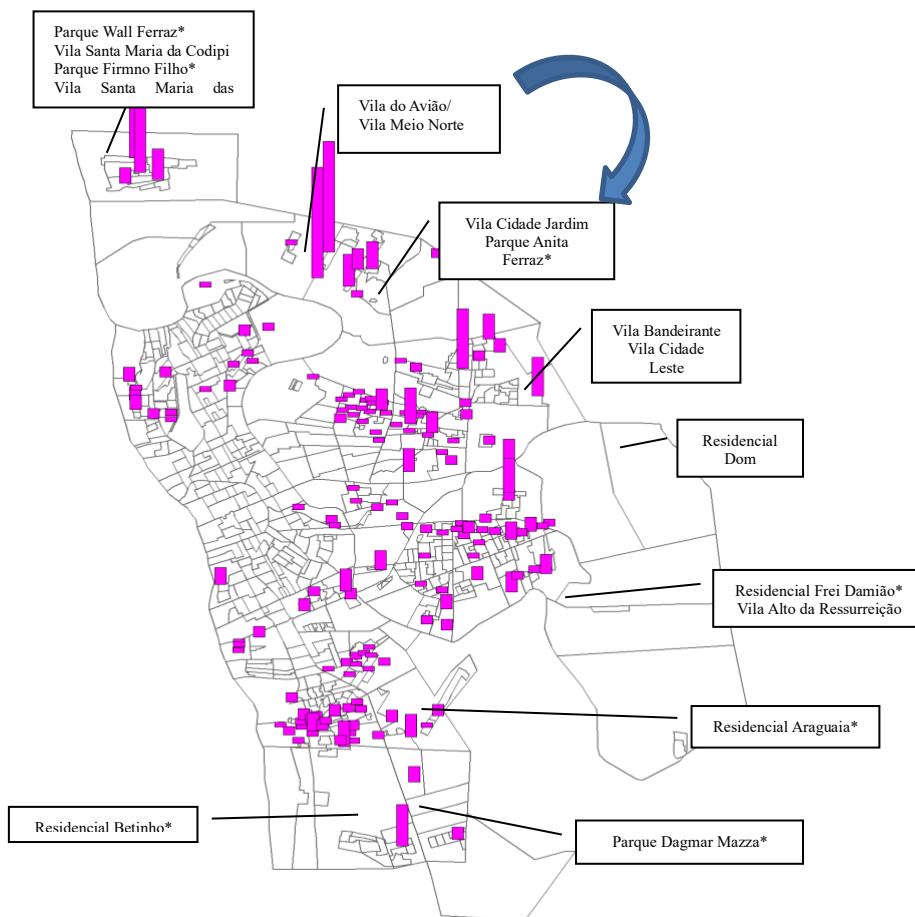 Parque Wall Ferraz*
Vila Santa Maria da Codipi
Parque Firmno Filho*
Vila Santa Maria das
Vila do Avião/
Vila Meio Norte
Vila Cidade Jardim
Parque Anita
Ferraz*
Vila Bandeirante
Vila Cidade
Leste
Residencial
Dom
Residencial Frei Damião*
Vila Alto da Ressurreição
Residencial Araguaia*
Residencial Betinho*
Parque Dagmar Mazza*